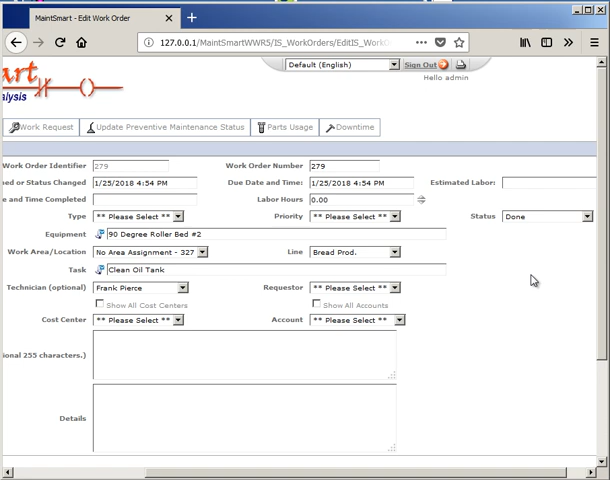 MaintSmart - Edit Work Order
127.0.0.1/MaintSmartWWR5/IS_WorkOrders/EditIS_WorkO
Default (English) Sign Out
Hello admin
art
alysis
Work Request Update Preventive Maintenance Status Parts Usage Downtime
Work Order Identifier 279 Work Order Number 279
ned or Status Changed 1/25/2018 4:54 PM Due Date and Time: 1/25/2018 4:54 PM Estimated Labor:
e and Time Completed Labor Hours 0.00
Type ** Please Select ** Priority ** Please Select ** Status Done
Equipment 90 Degree Roller Bed #2
Work Area/Location No Area Assignment - 327 Line Bread Prod.
Task Clean Oil Tank
Technician (optional) Frank Pierce Requestor ** Please Select **
Show All Cost Centers Show All Accounts
Cost Center ** Please Select ** Account ** Please Select **
ional 255 characters.)
Details